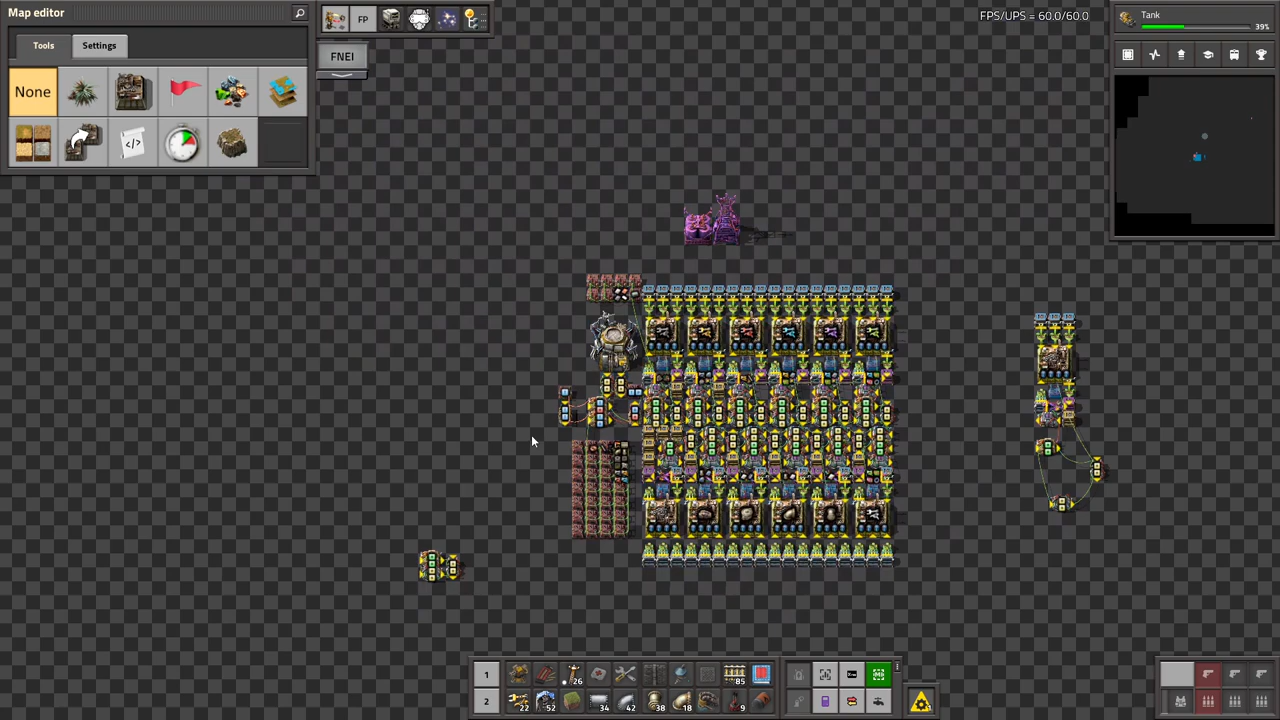 Map editor
FP
FPS/UPS = 60.0/60.0
Tank
39%
Tools
Settings
FNEI
None
</>
1
26
85
2
22
52
34
42
38
18
9